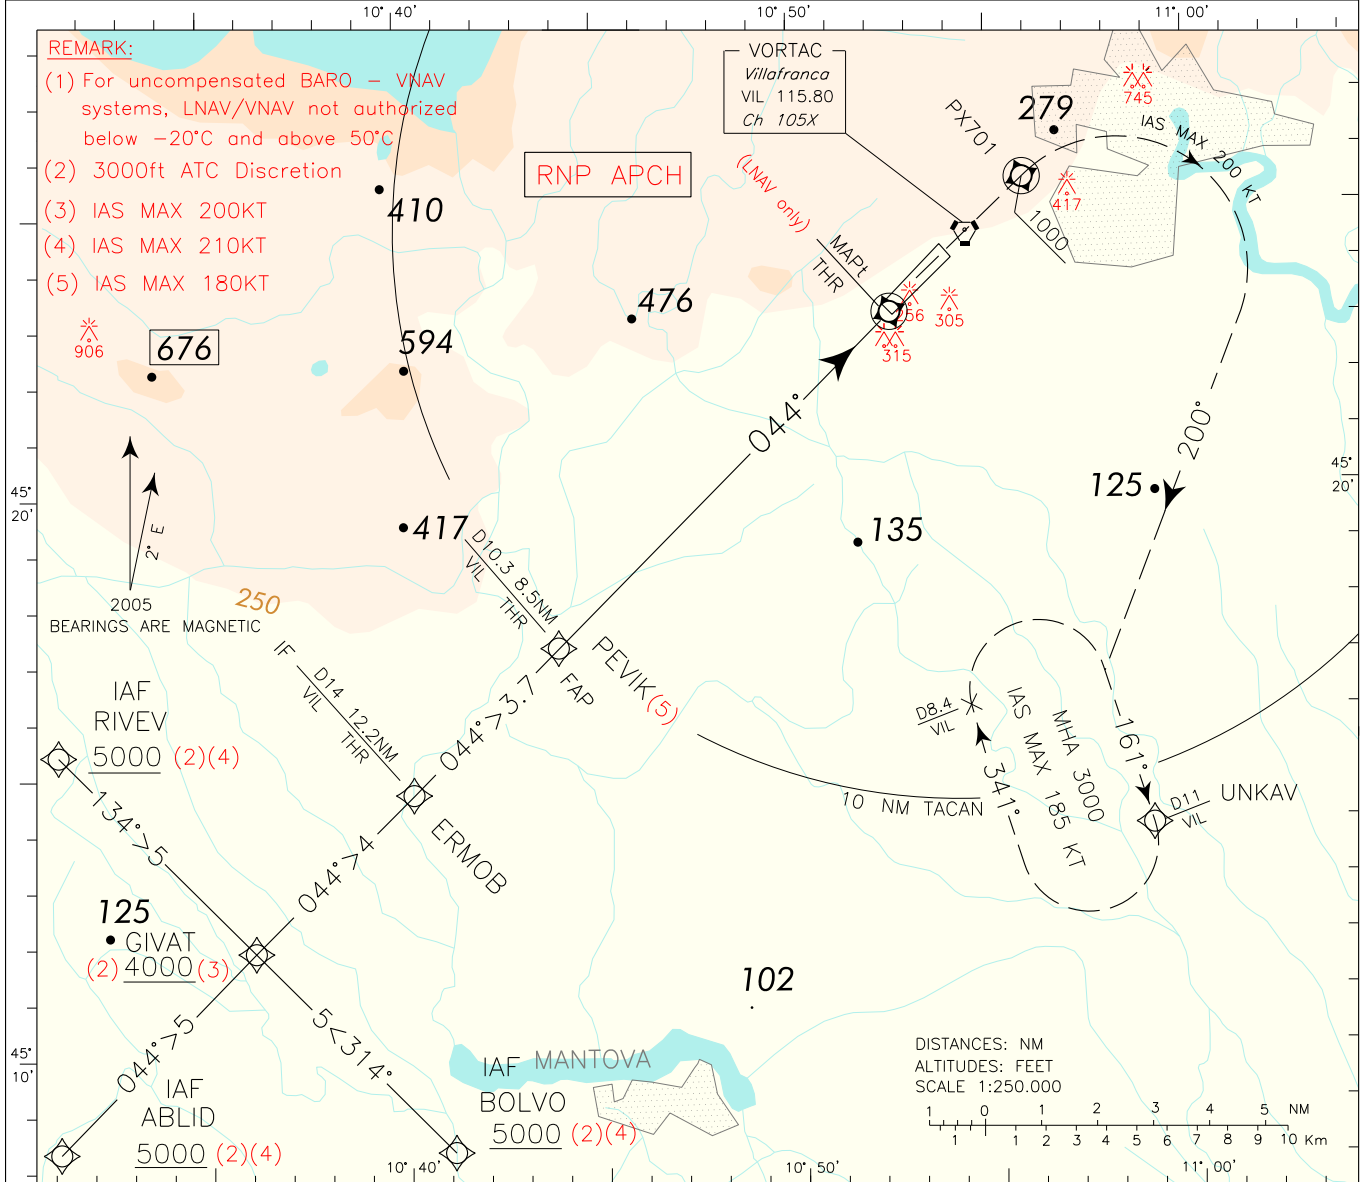 10° 40'
10° 50'
11° 00'
REMARK:
(1) For uncompensated BARO – VNAV
systems, LNAV/VNAV not authorized
below –20°C and above 50°C
(2) 3000ft ATC Discretion
(3) IAS MAX 200KT
(4) IAS MAX 210KT
(5) IAS MAX 180KT
RNP APCH
VORTAC
Villafranca
VIL 115.80
Ch 105X
PX701
279
745
IAS MAX 200 KT
417
1000
(LNAV only)
MAPt
THR
256
305
315
410
476
594
906
676
044°
200°
125
135
417
45°
20'
45°
20'
2° E
2005
BEARINGS ARE MAGNETIC
250
D10.3 8.5NM
VIL THR
PEVIK(5)
FAP
IF
D14 12.2NM
VIL THR
044°>3.7
ERMOB
IAF
RIVEV
5000 (2)(4)
134°>5
044°>4
125
GIVAT
(2) 4000 (3)
10 NM TACAN
D8.4
VIL
MHA 3000
IAS MAX 185 KT
161°
341°
D11
VIL
UNKAV
102
044°>5
5<314°
45°
10'
IAF
ABLID
5000 (2)(4)
IAF
BOLVO
5000 (2)(4)
MANTOVA
DISTANCES: NM
ALTITUDES: FEET
SCALE 1:250.000
1 0 1 2 3 4 5 NM
1 1 2 3 4 5 6 7 8 9 10 Km
10° 40'
10° 50'
11° 00'